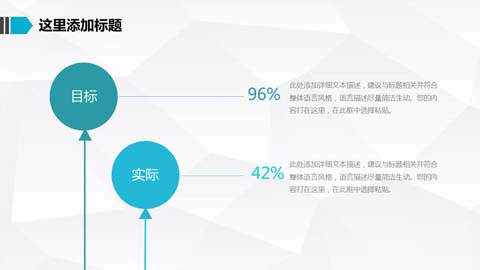 这里添加标题
目标
96%
此处添加详细文本描述，建议与标题相关并符合
整体语言风格，语言描述尽量简洁生动。您的内
容打在这里，在此框中选择粘贴。
实际
42%
此处添加详细文本描述，建议与标题相关并符合
整体语言风格，语言描述尽量简洁生动。您的内
容打在这里，在此框中选择粘贴。